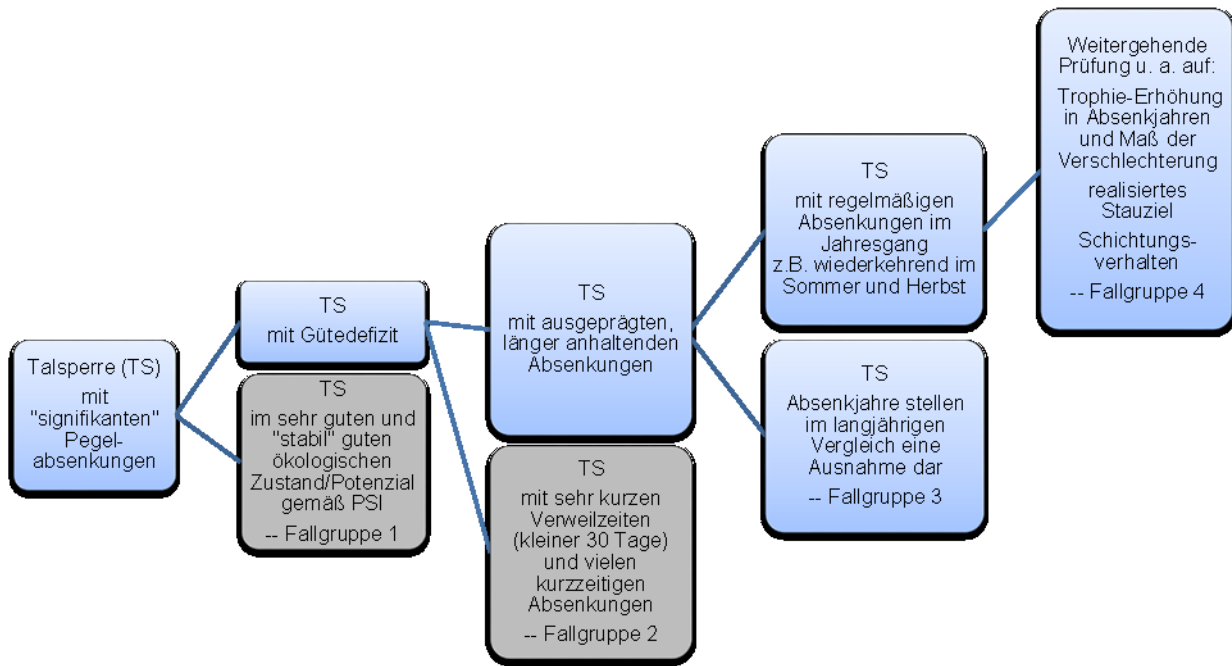 Talsperre (TS)
mit
"signifikanten"
Pegel-
absenkungen
TS
mit Gütedefizit
TS
im sehr guten und
"stabil" guten
ökologischen
Zustand/Potenzial
gemäß PSI
-- Fallgruppe 1
TS
mit ausgeprägten,
länger anhaltenden
Absenkungen
TS
mit sehr kurzen
Verweilzeiten
(kleiner 30 Tage)
und vielen
kurzzeitigen
Absenkungen
-- Fallgruppe 2
TS
mit regelmäßigen
Absenkungen im
Jahresgang
z.B. wiederkehrend im
Sommer und Herbst
TS
Absenkjahre stellen
im langjährigen
Vergleich eine
Ausnahme dar
-- Fallgruppe 3
Weitergehende
Prüfung u. a. auf:
Trophie-Erhöhung
in Absenkjahren
und Maß der
Verschlechterung
realisiertes
Stauziel
Schichtungs-
verhalten
-- Fallgruppe 4